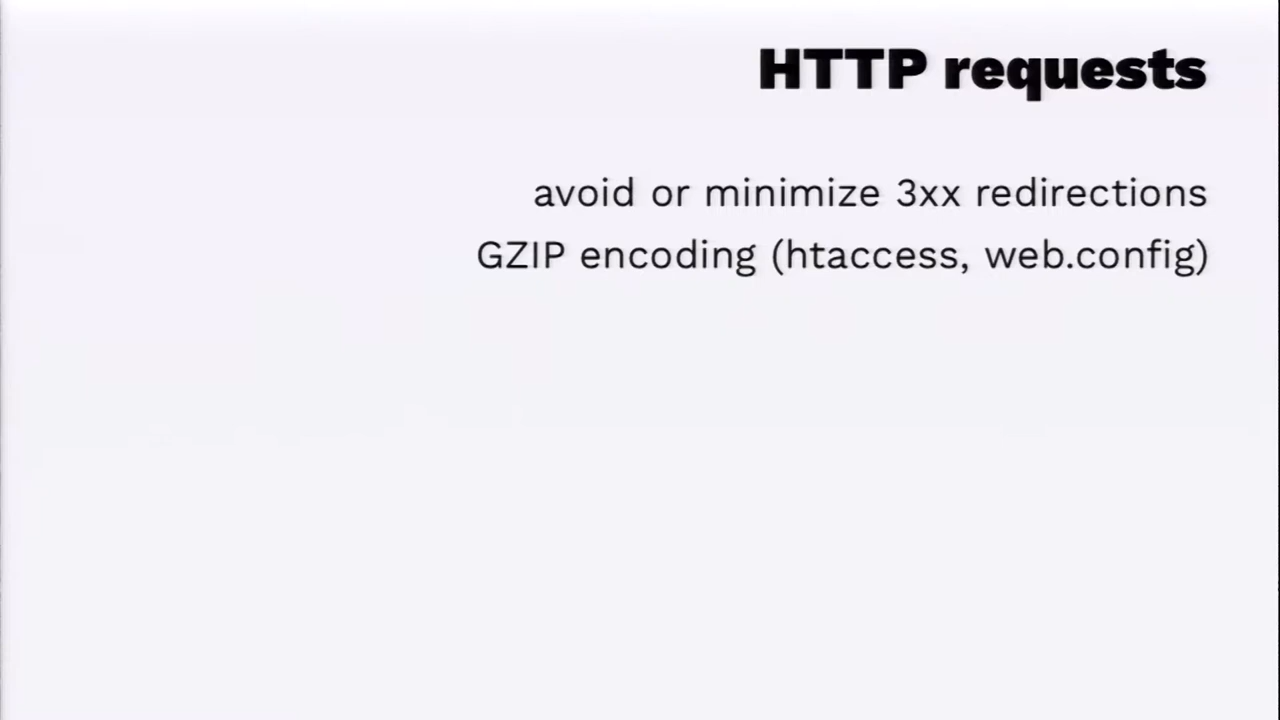 HTTP requests
avoid or minimize 3xx redirections
GZIP encoding (htaccess, web.config)